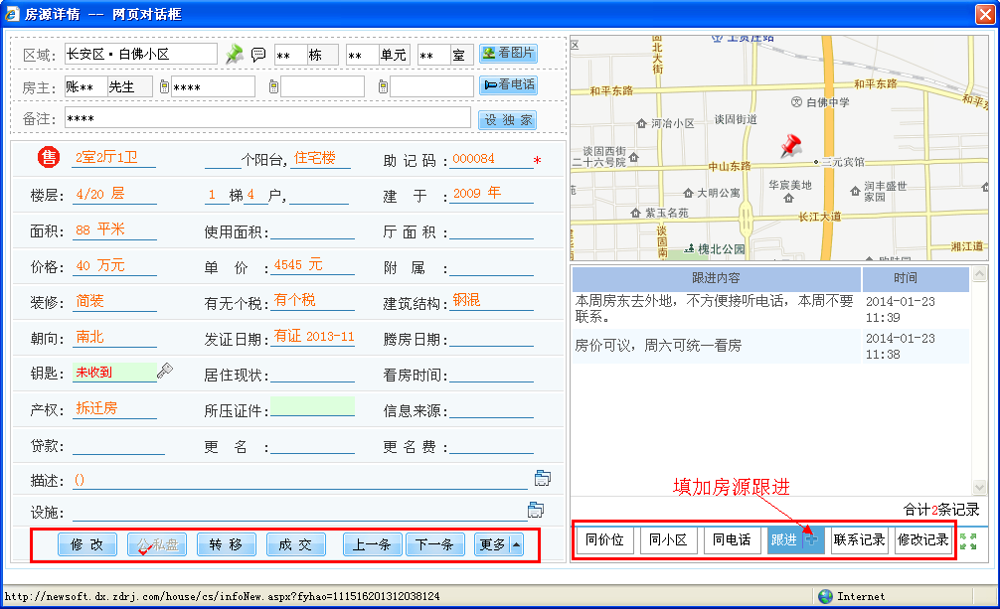 房源详情 -- 网页对话框
区域: 长安区·白佛小区 ** 栋 ** 单元 ** 室 看图片
房主: 账** 先生 **** 看电话
备注: **** 设 独 家
售 2室2厅1卫 个阳台, 住宅楼 助 记 码 : 000084 *
楼层: 4/20 层 1 梯 4 户, 建 于 : 2009 年
面积: 88 平米 使用面积: 厅 面 积 :
价格: 40 万元 单 价 : 4545 元 附 属 :
装修: 简装 有无个税: 有个税 建筑结构: 钢混
朝向: 南北 发证日期: 有证 2013-11 腾房日期:
钥匙: 未收到 居住现状: 看房时间:
产权: 拆迁房 所压证件: 信息来源:
贷款: 更 名 : 更 名 费 :
描述: ()
设施:
修 改 公私盘 转 移 成 交 上一条 下一条 更多
区
谈固北大街
和平东路
和平东路
和平东
白佛中学
河冶小区
谈固街道
谈固西街
二十六号院
中山东路
三元宾馆
华宸美地
大明公寓
润丰盛世
家园
紫玉名苑
长江大道
谈固南
槐北公园
湘江道
跟进内容 时间
本周房东去外地，不方便接听电话，本周不要
联系。
2014-01-23
11:39
房价可议，周六可统一看房
2014-01-23
11:38
填加房源跟进
合计2条记录
同价位 同小区 同电话 跟进 联系记录 修改记录
http://newsoft.dx.zdrj.com/house/cs/infoNew.aspx?fyhao=111516201312038124 Internet